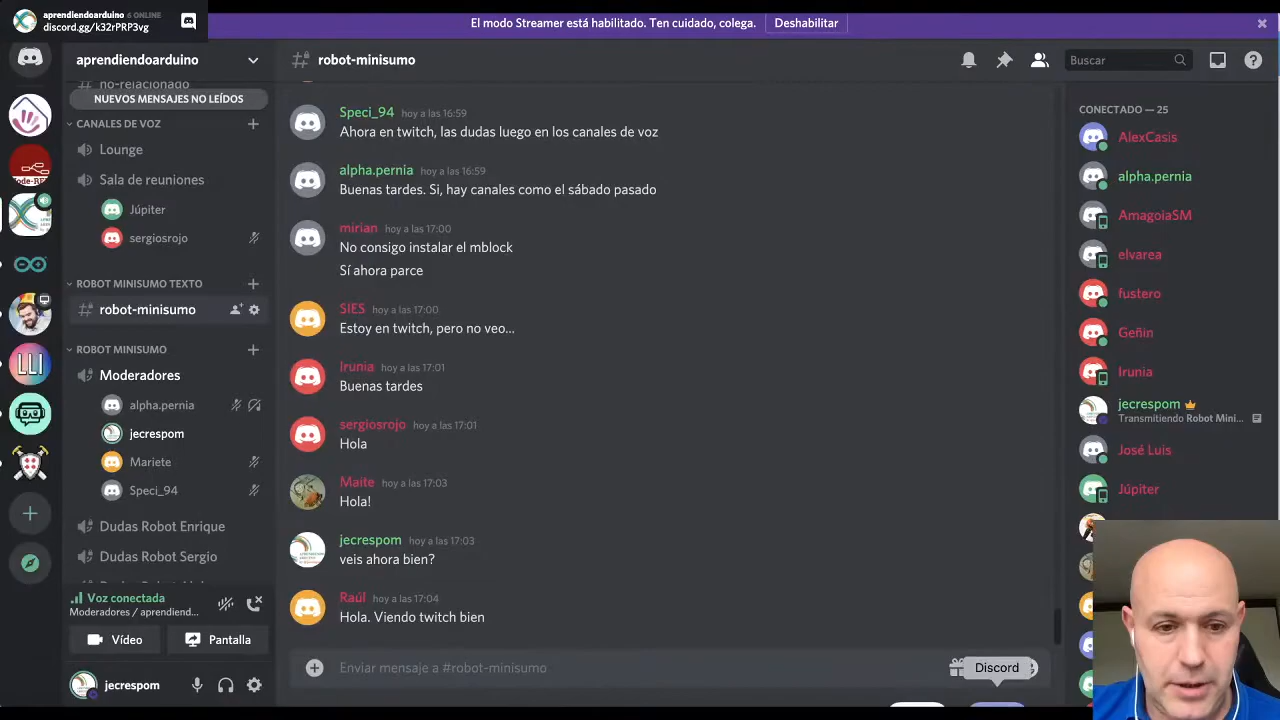 aprendiendoarduino 6 ONLINE
discord.gg/k32rPRP3vg
El modo Streamer está habilitado. Ten cuidado, colega. Deshabilitar
aprendiendoarduino
robot-minisumo
Buscar
no-relacionado
NUEVOS MENSAJES NO LEÍDOS
CANALES DE VOZ
Lounge
Sala de reuniones
Júpiter
sergiosrojo
ROBOT MINISUMO TEXTO
robot-minisumo
ROBOT MINISUMO
Moderadores
alpha.pernia
jecrespom
Mariete
Speci_94
Dudas Robot Enrique
Dudas Robot Sergio
Voz conectada
Moderadores / aprendiend...
Vídeo
Pantalla
jecrespom
Speci_94 hoy a las 16:59
Ahora en twitch, las dudas luego en los canales de voz
alpha.pernia hoy a las 16:59
Buenas tardes. Si, hay canales como el sábado pasado
mirian hoy a las 17:00
No consigo instalar el mblock
Sí ahora parce
SIES hoy a las 17:00
Estoy en twitch, pero no veo...
Irunia hoy a las 17:01
Buenas tardes
sergiosrojo hoy a las 17:01
Hola
Maite hoy a las 17:03
Hola!
jecrespom hoy a las 17:03
veis ahora bien?
Raúl hoy a las 17:04
Hola. Viendo twitch bien
Enviar mensaje a #robot-minisumo
Discord
CONECTADO — 25
AlexCasis
alpha.pernia
AmagoiaSM
elvarea
fustero
Geñin
Irunia
jecrespom
Transmitiendo Robot Mini...
José Luis
Júpiter
LLI